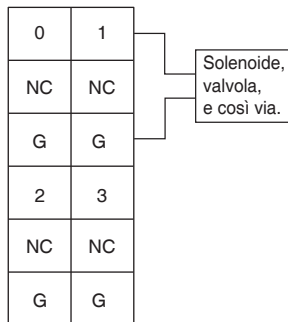 0 1
NC NC
G G
2 3
NC NC
G G
Solenoide,
valvola,
e così via.